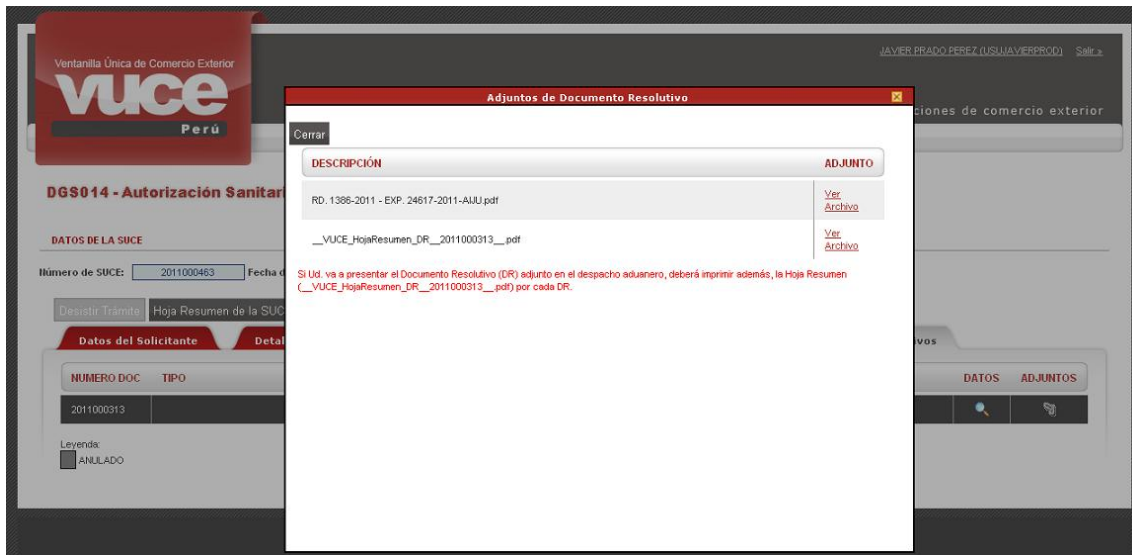 Ventanilla Única de Comercio Exterior
vuce
Perú
JAVIER PRADO PEREZ (USUJAVIERPROD) Salir »
ciones de comercio exterior
Adjuntos de Documento Resolutivo
Cerrar
DESCRIPCIÓN ADJUNTO
RD. 1386-2011 - EXP. 24617-2011-AIJU.pdf Ver
Archivo
__VUCE_HojaResumen_DR__2011000313__.pdf Ver
Archivo
Si Ud. va a presentar el Documento Resolutivo (DR) adjunto en el despacho aduanero, deberá imprimir además, la Hoja Resumen
(__VUCE_HojaResumen_DR__2011000313__.pdf) por cada DR.
DGS014 - Autorización Sanitari
DATOS DE LA SUCE
Número de SUCE: 2011000463 Fecha d
Desistir Trámite Hoja Resumen de la SUC
Datos del Solicitante Detal ivos
NUMERO DOC TIPO DATOS ADJUNTOS
2011000313
Leyenda:
ANULADO